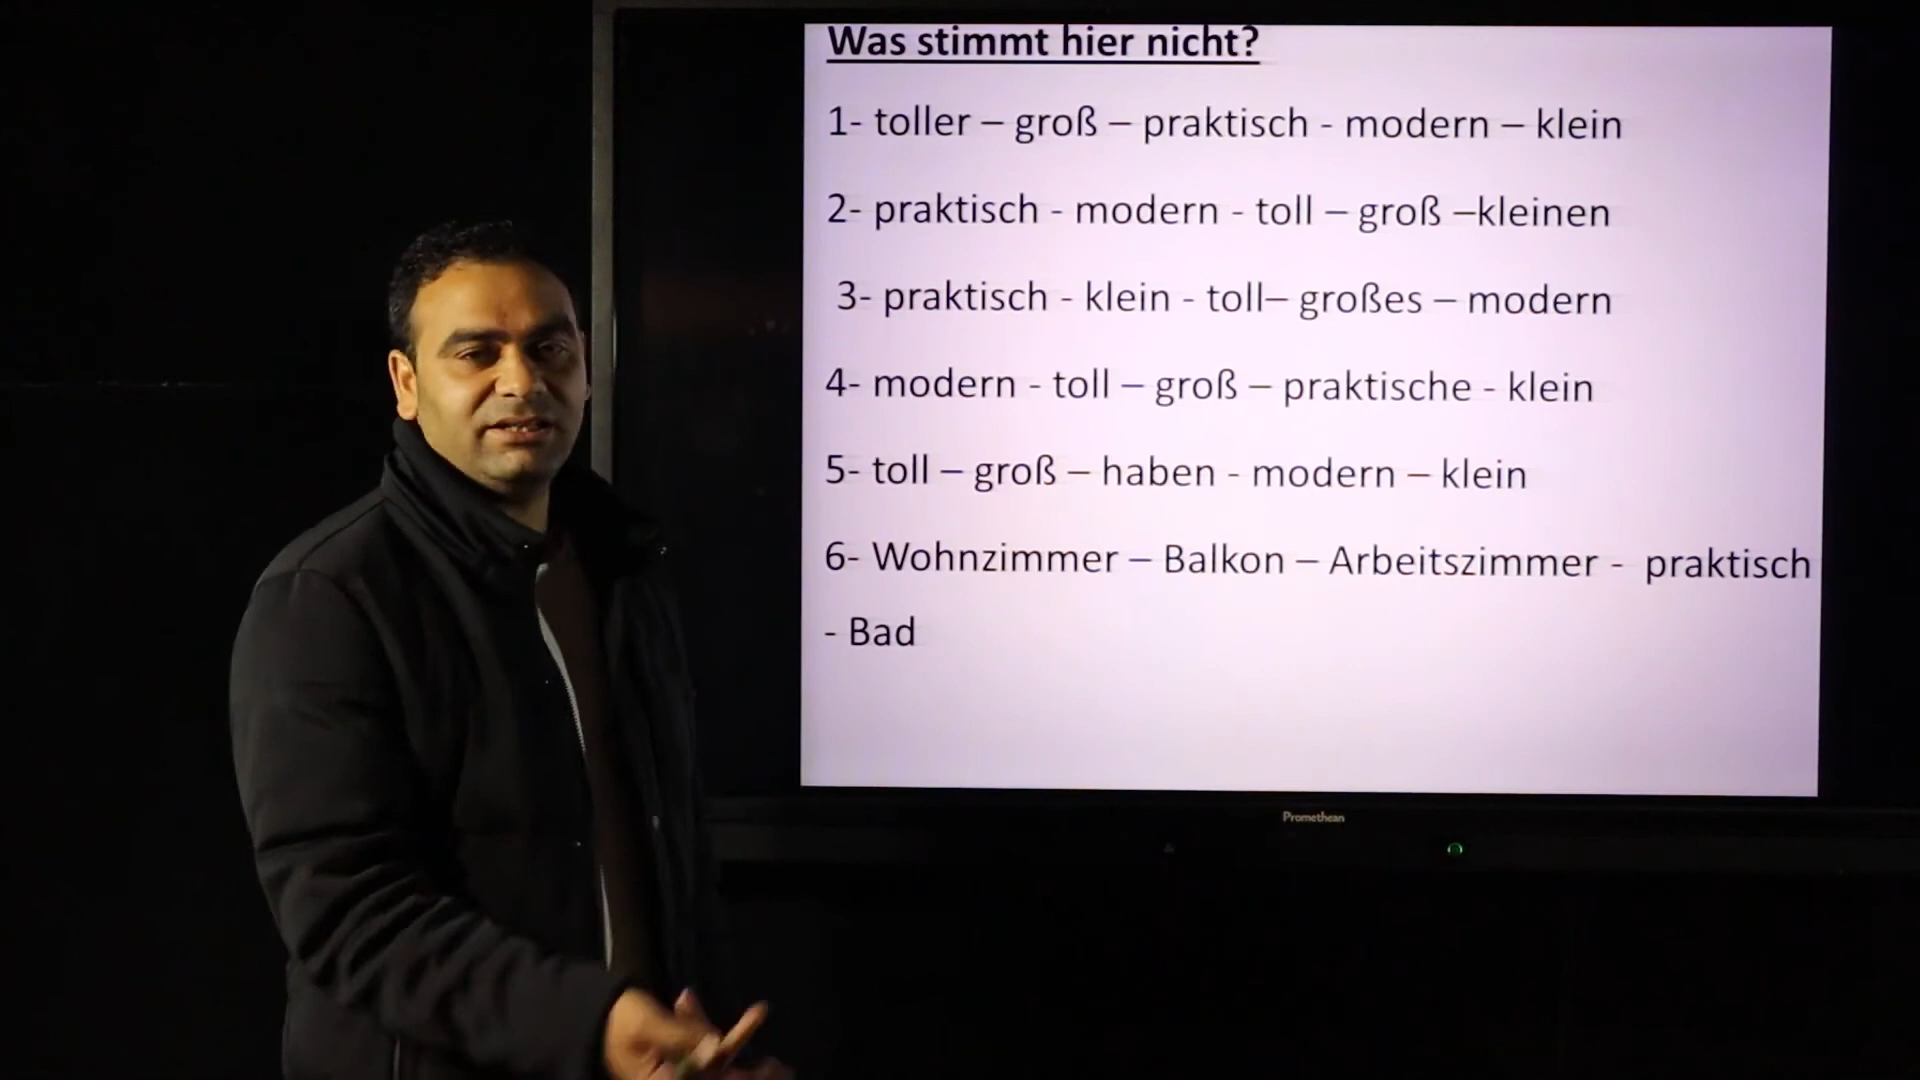 Was stimmt hier nicht?
1- toller – groß – praktisch - modern – klein
2- praktisch - modern - toll – groß –kleinen
3- praktisch - klein - toll– großes – modern
4- modern - toll – groß – praktische - klein
5- toll – groß – haben - modern – klein
6- Wohnzimmer – Balkon – Arbeitszimmer - praktisch
- Bad
Promethean